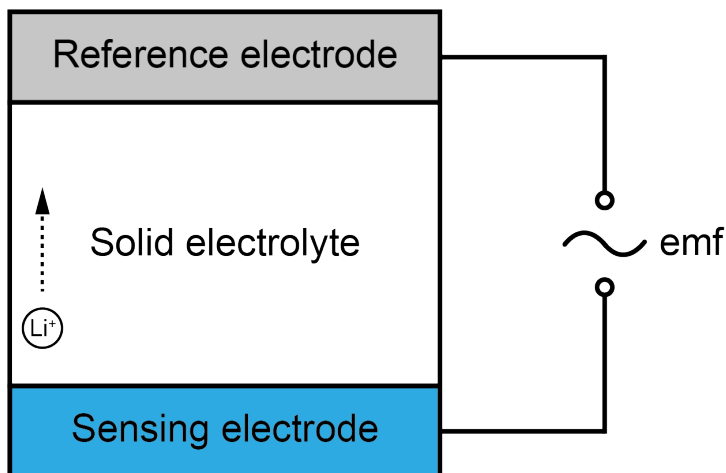 Reference electrode
Solid electrolyte
emf
Li⁺
Sensing electrode